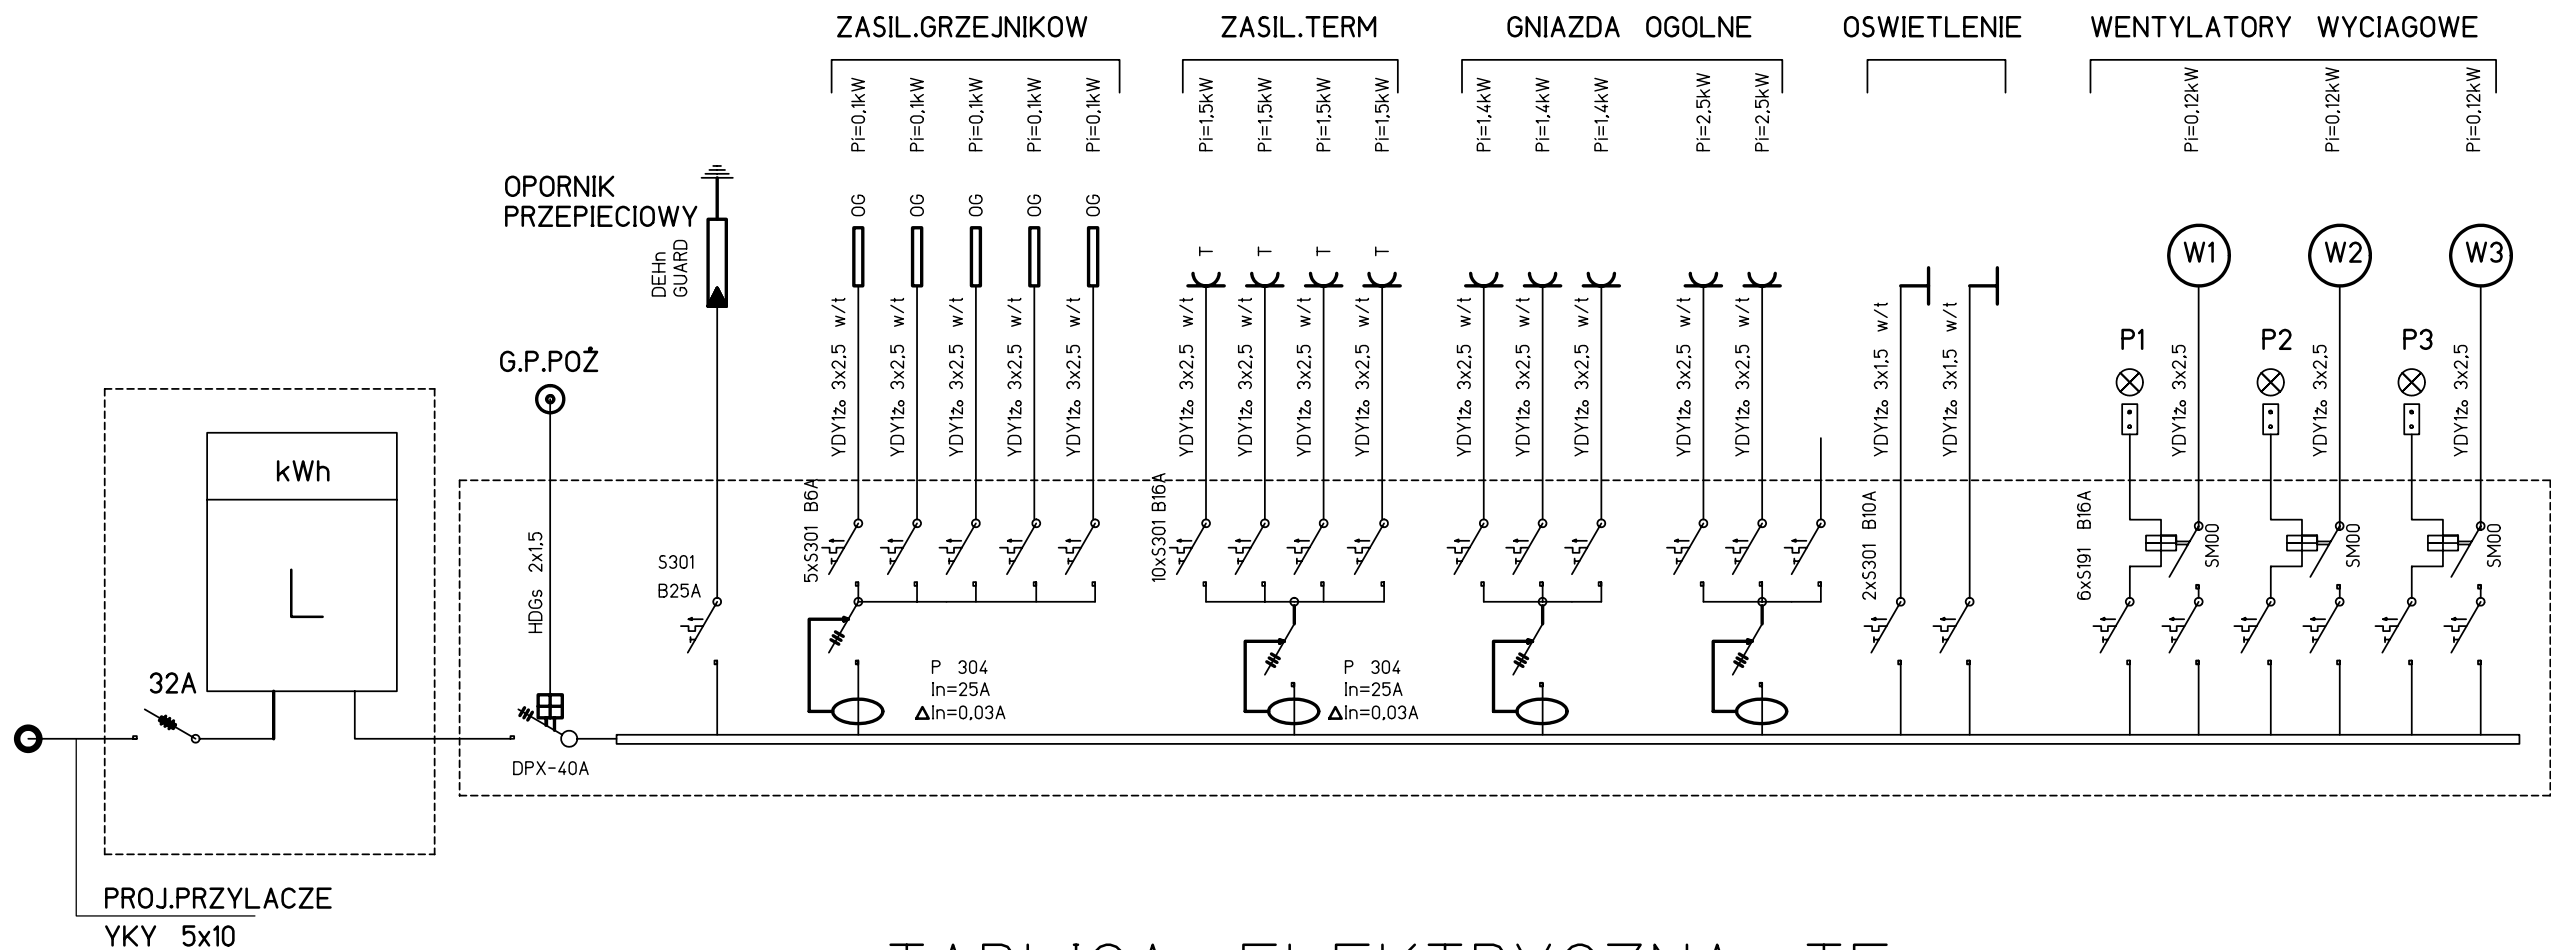 ZASIL.GRZEJNIKOW
ZASIL.TERM
GNIAZDA OGOLNE
OSWIETLENIE
WENTYLATORY WYCIAGOWE
Pi=0,1kW
Pi=0,1kW
Pi=0,1kW
Pi=0,1kW
Pi=0,1kW
Pi=1,5kW
Pi=1,5kW
Pi=1,5kW
Pi=1,5kW
Pi=1,4kW
Pi=1,4kW
Pi=1,4kW
Pi=2,5kW
Pi=2,5kW
Pi=0,12kW
Pi=0,12kW
Pi=0,12kW
OPORNIK
PRZEPIECIOWY
DEHn
GUARD
OG
OG
OG
OG
OG
T
T
T
T
W1
W2
W3
P1
P2
P3
YDY1żo 3x2,5 w/t
YDY1żo 3x2,5 w/t
YDY1żo 3x2,5 w/t
YDY1żo 3x2,5 w/t
YDY1żo 3x2,5 w/t
YDY1żo 3x2,5 w/t
YDY1żo 3x2,5 w/t
YDY1żo 3x2,5 w/t
YDY1żo 3x2,5 w/t
YDY1żo 3x2,5 w/t
YDY1żo 3x2,5 w/t
YDY1żo 3x2,5 w/t
YDY1żo 3x2,5 w/t
YDY1żo 3x2,5 w/t
YDY1żo 3x1,5 w/t
YDY1żo 3x1,5 w/t
YDY1żo 3x2,5
YDY1żo 3x2,5
YDY1żo 3x2,5
G.P.POŻ
kWh
L
32A
HDGs 2x1,5
S301
B25A
5xS301 B6A
10xS301 B16A
2xS301 B10A
6xS191 B16A
SM00
SM00
SM00
P 304
In=25A
ΔIn=0,03A
P 304
In=25A
ΔIn=0,03A
DPX-40A
PROJ.PRZYLACZE
YKY 5x10
TABLICA ELEKTRYCZNA TE